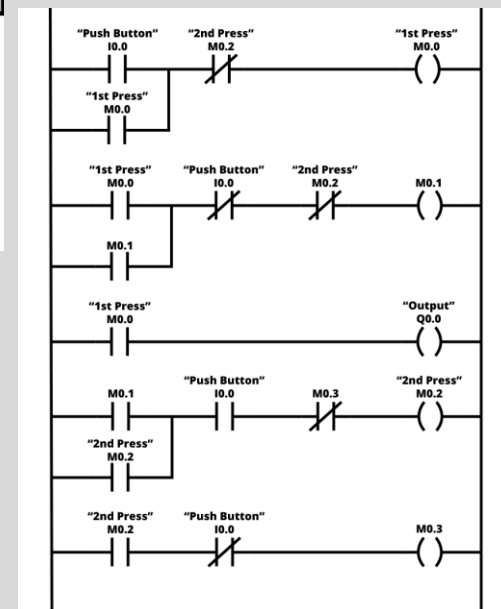 "Push Button" "2nd Press" "1st Press"
I0.0 M0.2 M0.0
"1st Press"
M0.0
"1st Press" "Push Button" "2nd Press"
M0.0 I0.0 M0.2 M0.1
M0.1
"1st Press" "Output"
M0.0 Q0.0
"Push Button" "2nd Press"
M0.1 I0.0 M0.3 M0.2
"2nd Press"
M0.2
"2nd Press" "Push Button"
M0.2 I0.0 M0.3